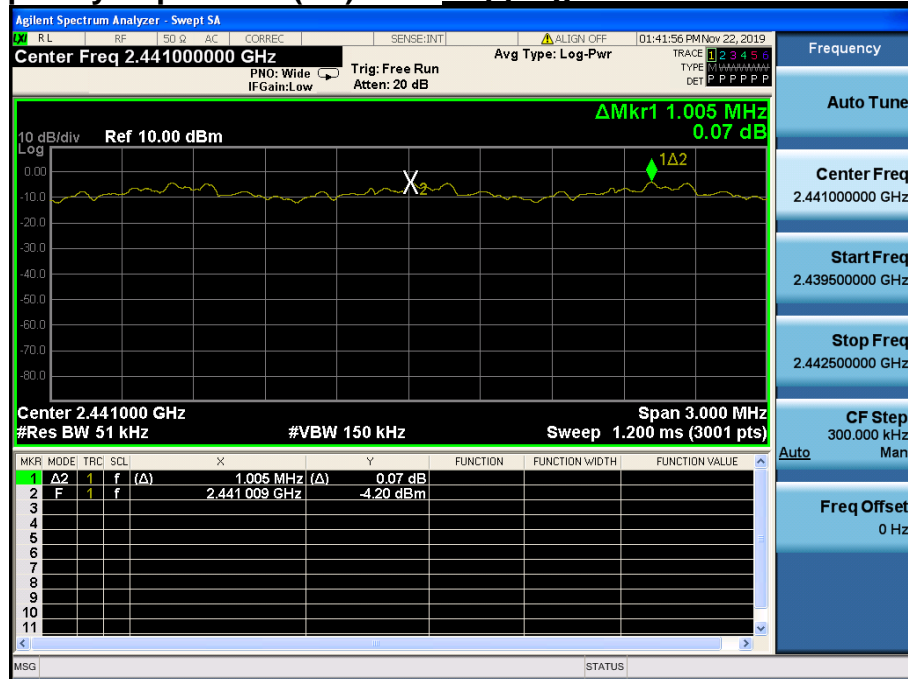 Agilent Spectrum Analyzer - Swept SA
LXI RL RF 50 Ω AC CORREC SENSE:INT ALIGN OFF 01:41:56 PM Nov 22, 2019
Center Freq 2.441000000 GHz
PNO: Wide
IFGain:Low
Trig: Free Run
Atten: 20 dB
Avg Type: Log-Pwr
TRACE 1 2 3 4 5 6
TYPE M WWWWW
DET P P P P P P
ΔMkr1 1.005 MHz
0.07 dB
10 dB/div Ref 10.00 dBm
Log
1Δ2
0.00
-10.0
-20.0
-30.0
-40.0
-50.0
-60.0
-70.0
-80.0
X2
Center 2.441000 GHz Span 3.000 MHz
#Res BW 51 kHz #VBW 150 kHz Sweep 1.200 ms (3001 pts)
MKR MODE TRC SCL X Y FUNCTION FUNCTION WIDTH FUNCTION VALUE
1 Δ2 1 f (Δ) 1.005 MHz (Δ) 0.07 dB
2 F 1 f 2.441 009 GHz -4.20 dBm
3
4
5
6
7
8
9
10
11
MSG STATUS
Frequency
Auto Tune
Center Freq
2.441000000 GHz
Start Freq
2.439500000 GHz
Stop Freq
2.442500000 GHz
CF Step
300.000 kHz
Auto Man
Freq Offset
0 Hz